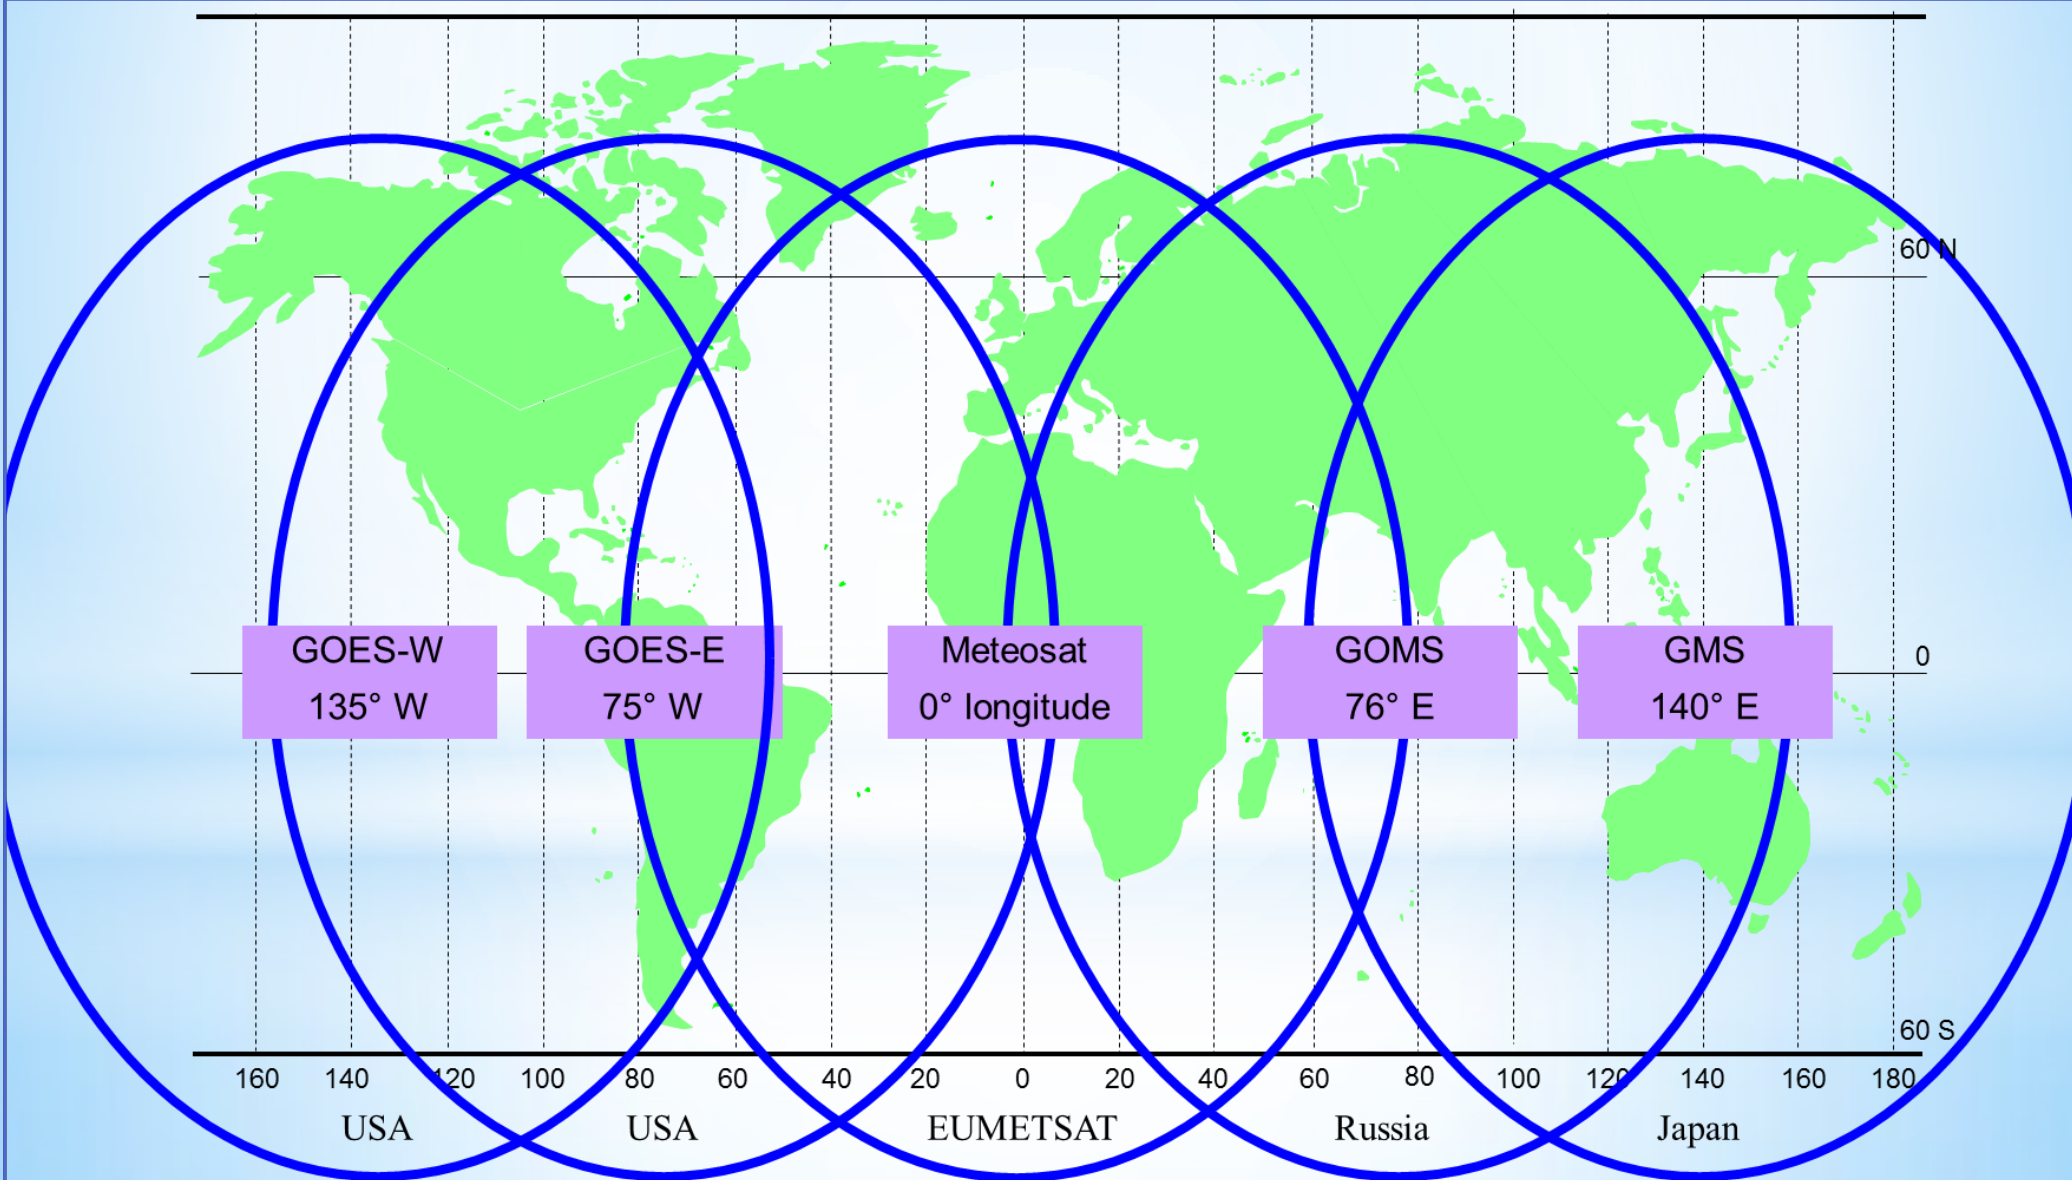 60 N
GOES-W
135° W
GOES-E
75° W
Meteosat
0° longitude
GOMS
76° E
GMS
140° E
0
60 S
160 140 120 100 80 60 40 20 0 20 40 60 80 100 120 140 160 180
USA USA EUMETSAT Russia Japan